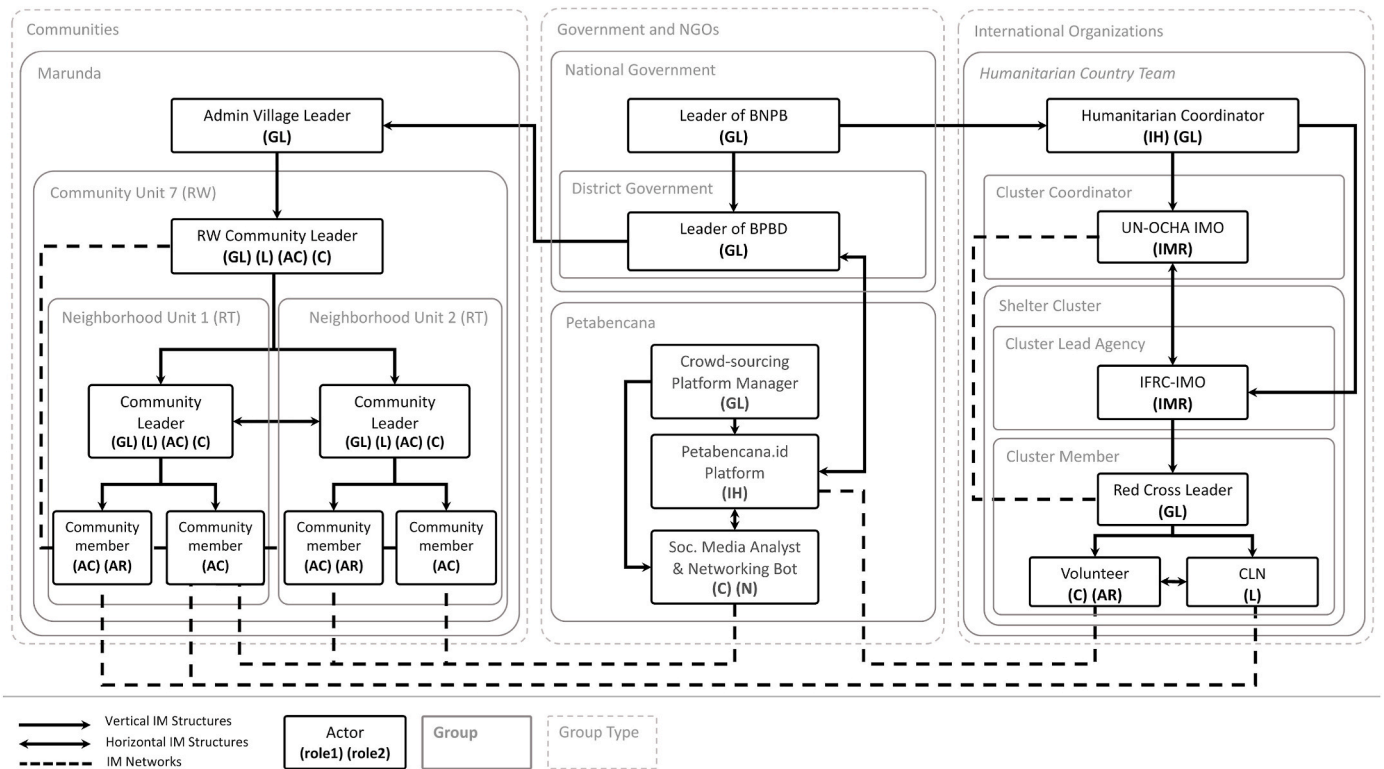 Communities
Marunda
Admin Village Leader
(GL)
Community Unit 7 (RW)
RW Community Leader
(GL) (L) (AC) (C)
Neighborhood Unit 1 (RT)
Neighborhood Unit 2 (RT)
Community
Leader
(GL) (L) (AC) (C)
Community
Leader
(GL) (L) (AC) (C)
Community
member
(AC) (AR)
Community
member
(AC)
Community
member
(AC) (AR)
Community
member
(AC)
Government and NGOs
National Government
Leader of BNPB
(GL)
District Government
Leader of BPBD
(GL)
Petabencana
Crowd-sourcing
Platform Manager
(GL)
Petabencana.id
Platform
(IH)
Soc. Media Analyst
& Networking Bot
(C) (N)
International Organizations
Humanitarian Country Team
Humanitarian Coordinator
(IH) (GL)
Cluster Coordinator
UN-OCHA IMO
(IMR)
Shelter Cluster
Cluster Lead Agency
IFRC-IMO
(IMR)
Cluster Member
Red Cross Leader
(GL)
Volunteer
(C) (AR)
CLN
(L)
Vertical IM Structures
Horizontal IM Structures
IM Networks
Actor
(role1) (role2)
Group
Group Type